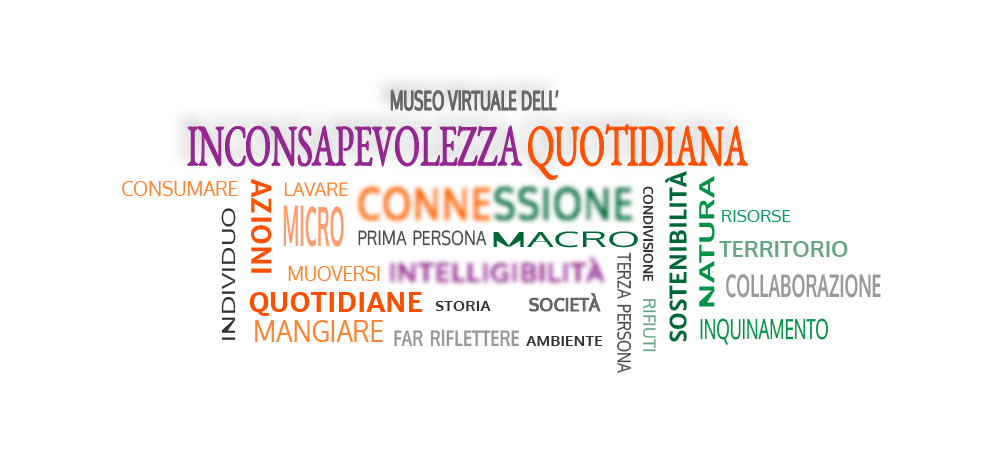 MUSEO VIRTUALE DELL'
INCONSAPEVOLEZZA QUOTIDIANA
CONSUMARE
AZIONI
LAVARE
CONNESSIONE
CONDIVISIONE
SOSTENIBILITÀ
NATURA
INDIVIDUO
MICRO
PRIMA PERSONA
MACRO
RISORSE
TERRITORIO
MUOVERSI
INTELLIGIBILITÀ
TERZA PERSONA
COLLABORAZIONE
QUOTIDIANE
STORIA
SOCIETÀ
RIFIUTI
MANGIARE
FAR RIFLETTERE
AMBIENTE
INQUINAMENTO